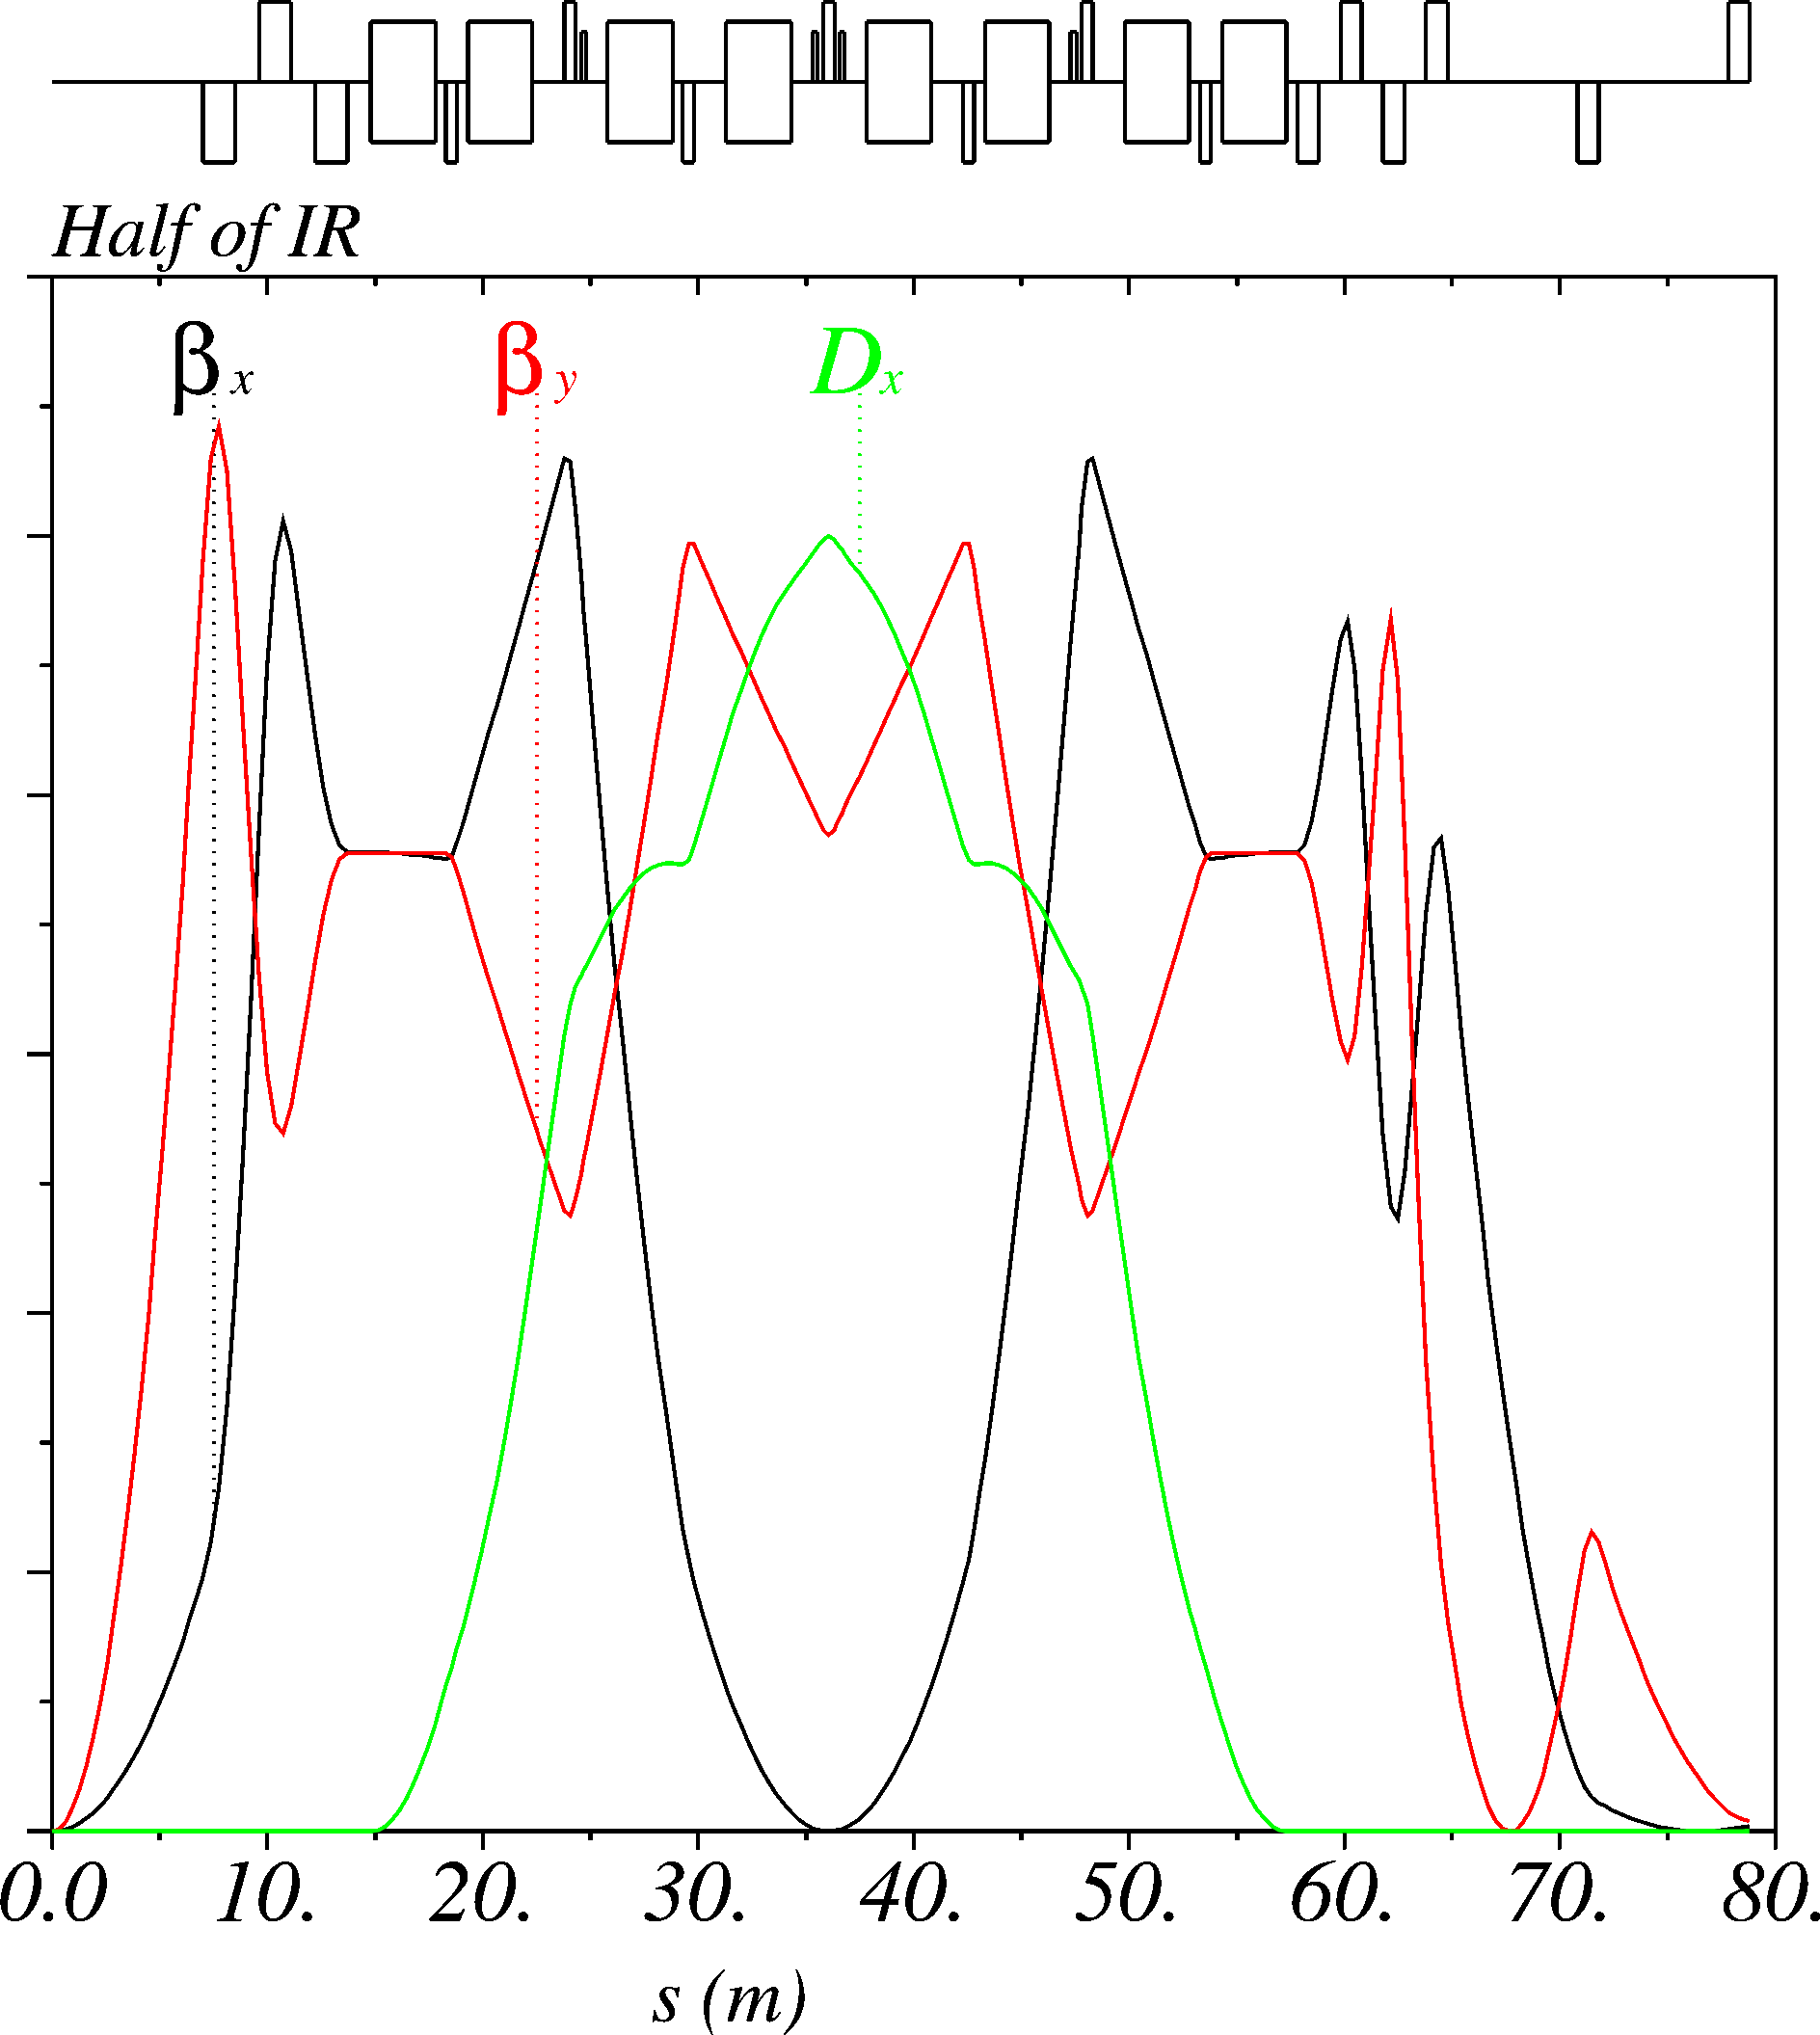 Half of IR
βx βy Dx
0.0 10. 20. 30. 40. 50. 60. 70. 80.
s (m)